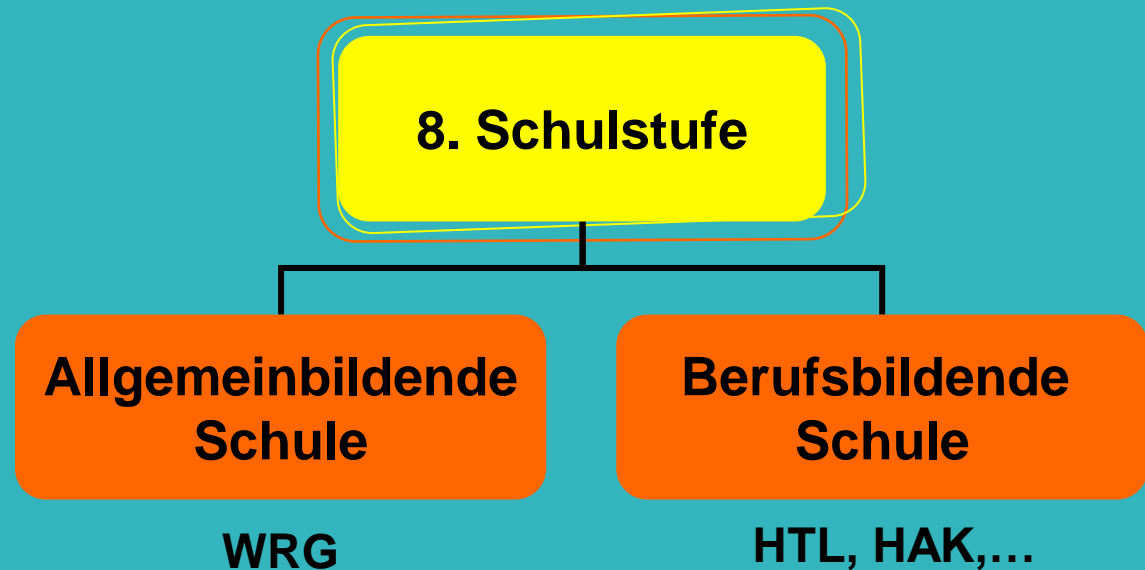 8. Schulstufe
Allgemeinbildende
Schule
Berufsbildende
Schule
WRG
HTL, HAK,...